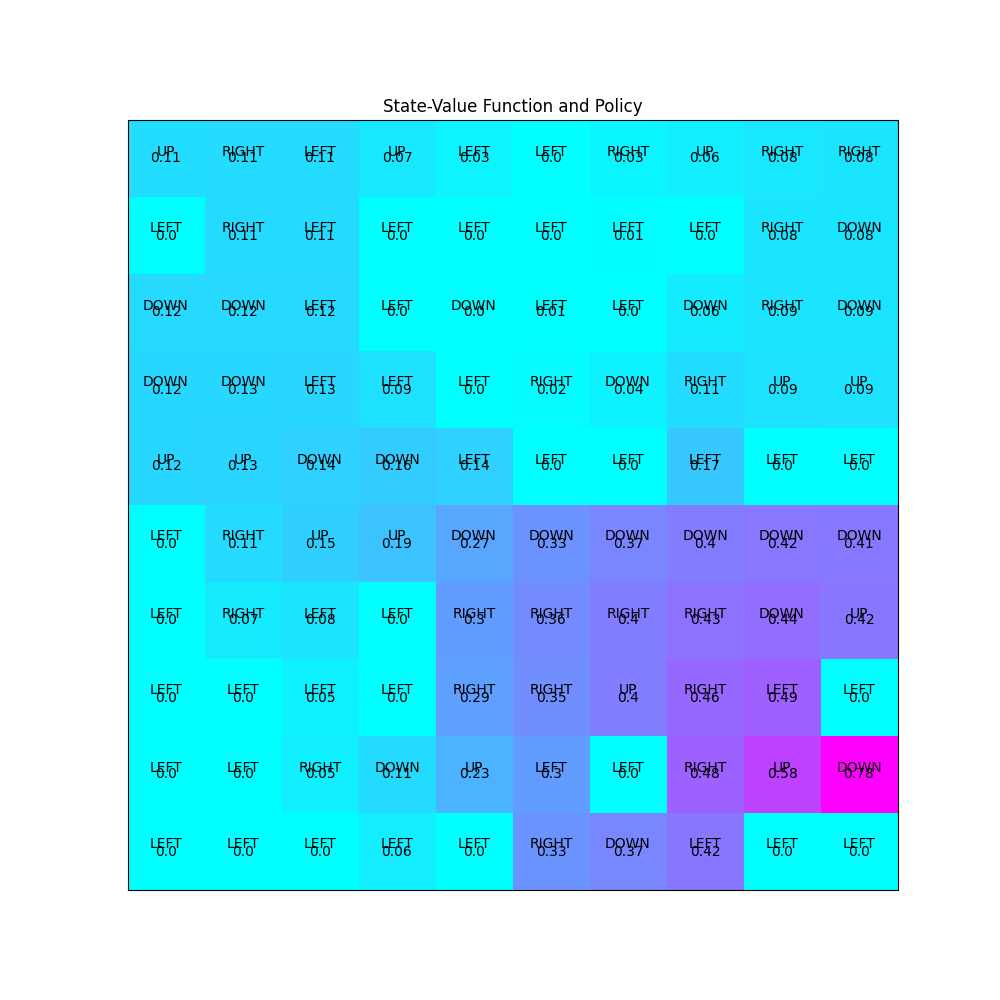 State-Value Function and Policy
UP RIGHT LEFT UP LEFT LEFT RIGHT UP RIGHT RIGHT
0.11 0.11 0.11 0.07 0.03 0.0 0.03 0.06 0.08 0.08
LEFT RIGHT LEFT LEFT LEFT LEFT LEFT LEFT RIGHT DOWN
0.0 0.11 0.11 0.0 0.0 0.0 0.01 0.0 0.08 0.08
DOWN DOWN LEFT LEFT DOWN LEFT LEFT DOWN RIGHT DOWN
0.12 0.12 0.12 0.0 0.0 0.01 0.0 0.06 0.09 0.09
DOWN DOWN LEFT LEFT LEFT RIGHT DOWN RIGHT UP UP
0.12 0.13 0.13 0.09 0.0 0.02 0.04 0.11 0.09 0.09
UP UP DOWN DOWN LEFT LEFT LEFT LEFT LEFT LEFT
0.12 0.13 0.14 0.16 0.14 0.0 0.0 0.17 0.0 0.0
LEFT RIGHT UP UP DOWN DOWN DOWN DOWN DOWN DOWN
0.0 0.11 0.15 0.19 0.27 0.33 0.37 0.4 0.42 0.41
LEFT RIGHT LEFT LEFT RIGHT RIGHT RIGHT RIGHT DOWN UP
0.0 0.07 0.08 0.0 0.3 0.36 0.4 0.43 0.44 0.42
LEFT LEFT LEFT LEFT RIGHT RIGHT UP RIGHT LEFT LEFT
0.0 0.0 0.05 0.0 0.29 0.35 0.4 0.46 0.49 0.0
LEFT LEFT RIGHT DOWN UP LEFT LEFT RIGHT UP DOWN
0.0 0.0 0.05 0.11 0.23 0.3 0.0 0.48 0.58 0.78
LEFT LEFT LEFT LEFT LEFT RIGHT DOWN LEFT LEFT LEFT
0.0 0.0 0.0 0.06 0.0 0.33 0.37 0.42 0.0 0.0